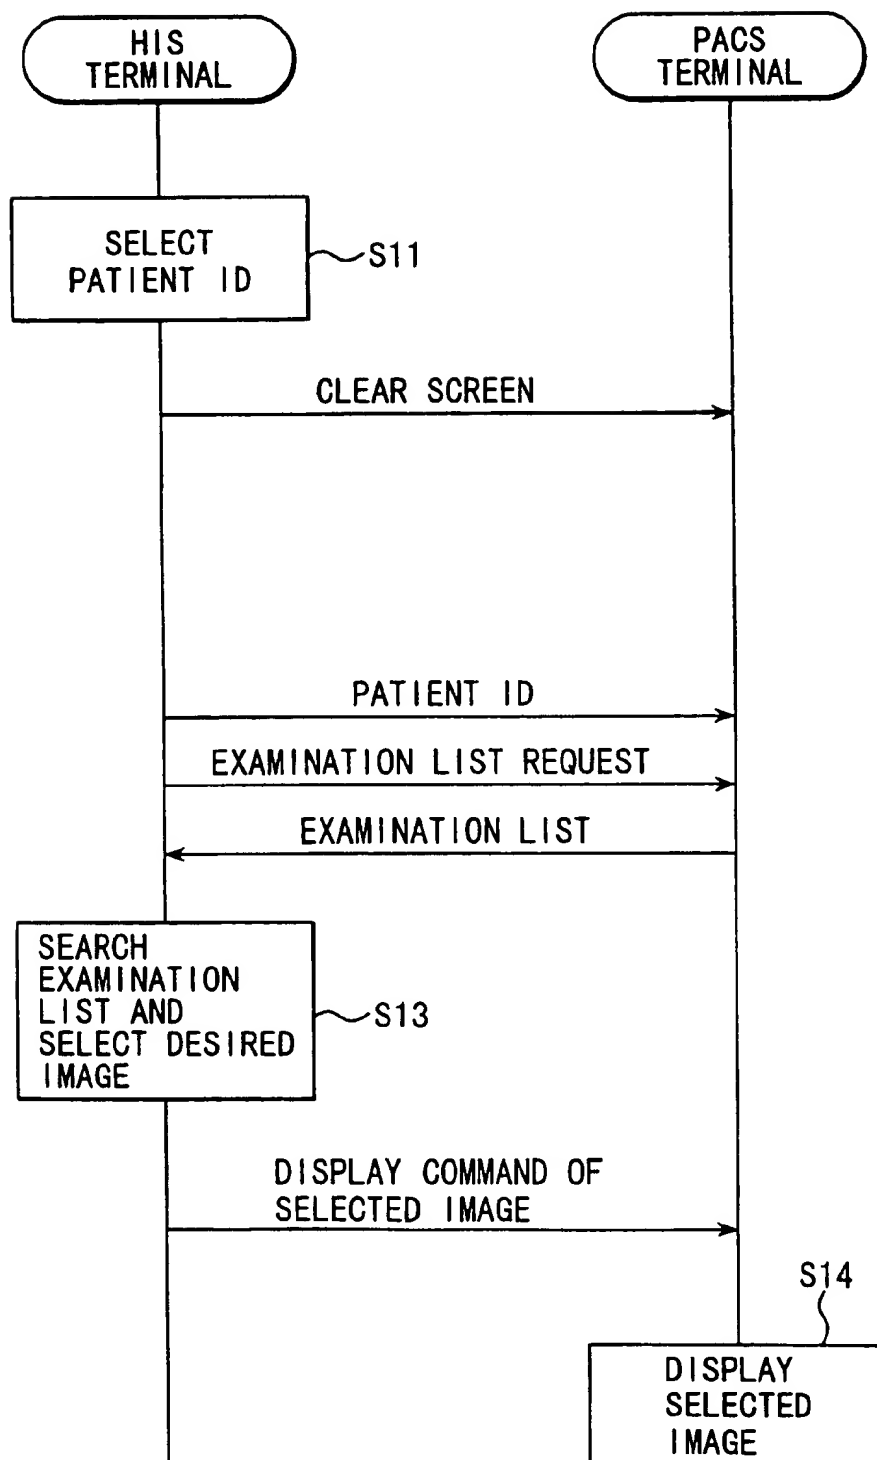 HIS
TERMINAL
PACS
TERMINAL
SELECT
PATIENT ID
S11
CLEAR SCREEN
PATIENT ID
EXAMINATION LIST REQUEST
EXAMINATION LIST
SEARCH
EXAMINATION
LIST AND
SELECT DESIRED
IMAGE
S13
DISPLAY COMMAND OF
SELECTED IMAGE
S14
DISPLAY
SELECTED
IMAGE